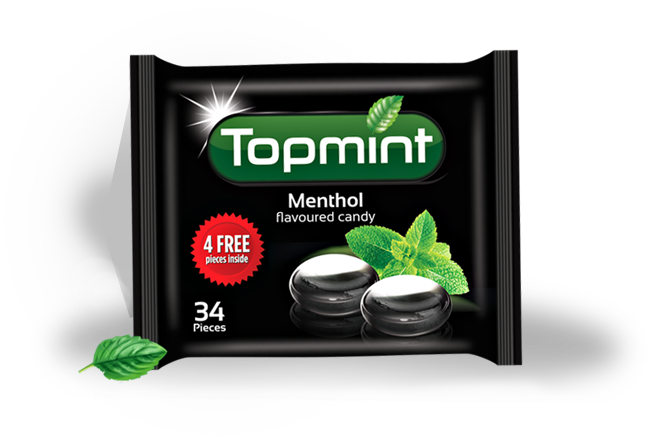 Topmint
Menthol
flavoured candy
4 FREE
pieces inside
34
Pieces